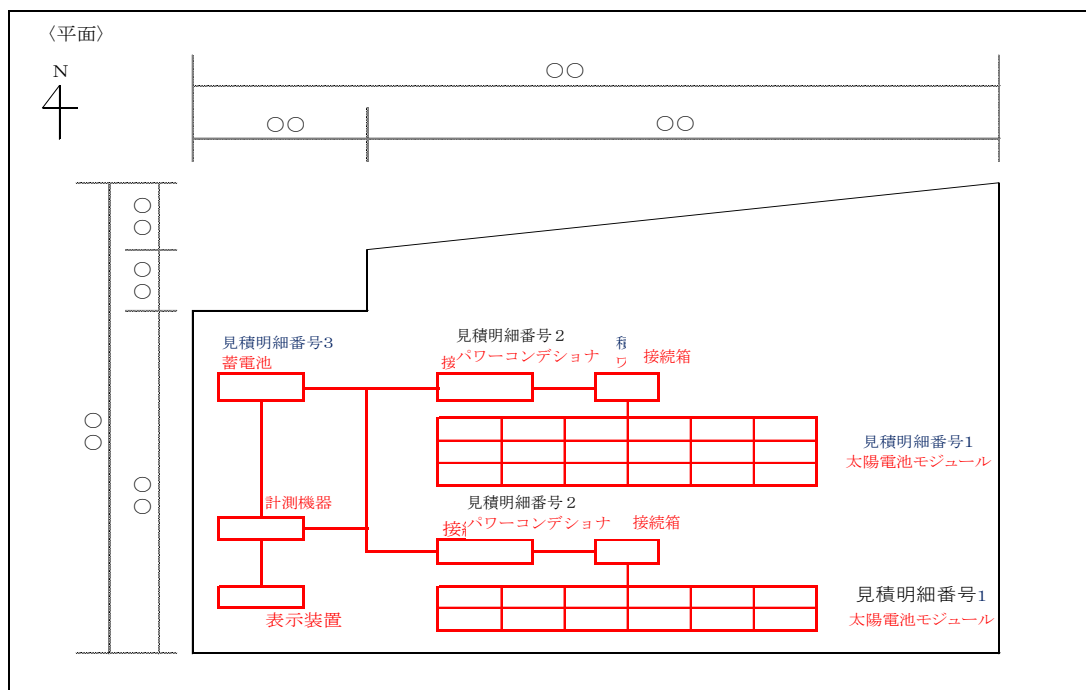 〈平面〉
N
○○
○○
○○
○○
○○
○○
○○
見積明細番号3
蓄電池
見積明細番号２
パワーコンデショナ
接続箱
見積明細番号1
太陽電池モジュール
計測機器
見積明細番号２
パワーコンデショナ
接続箱
表示装置
見積明細番号1
太陽電池モジュール